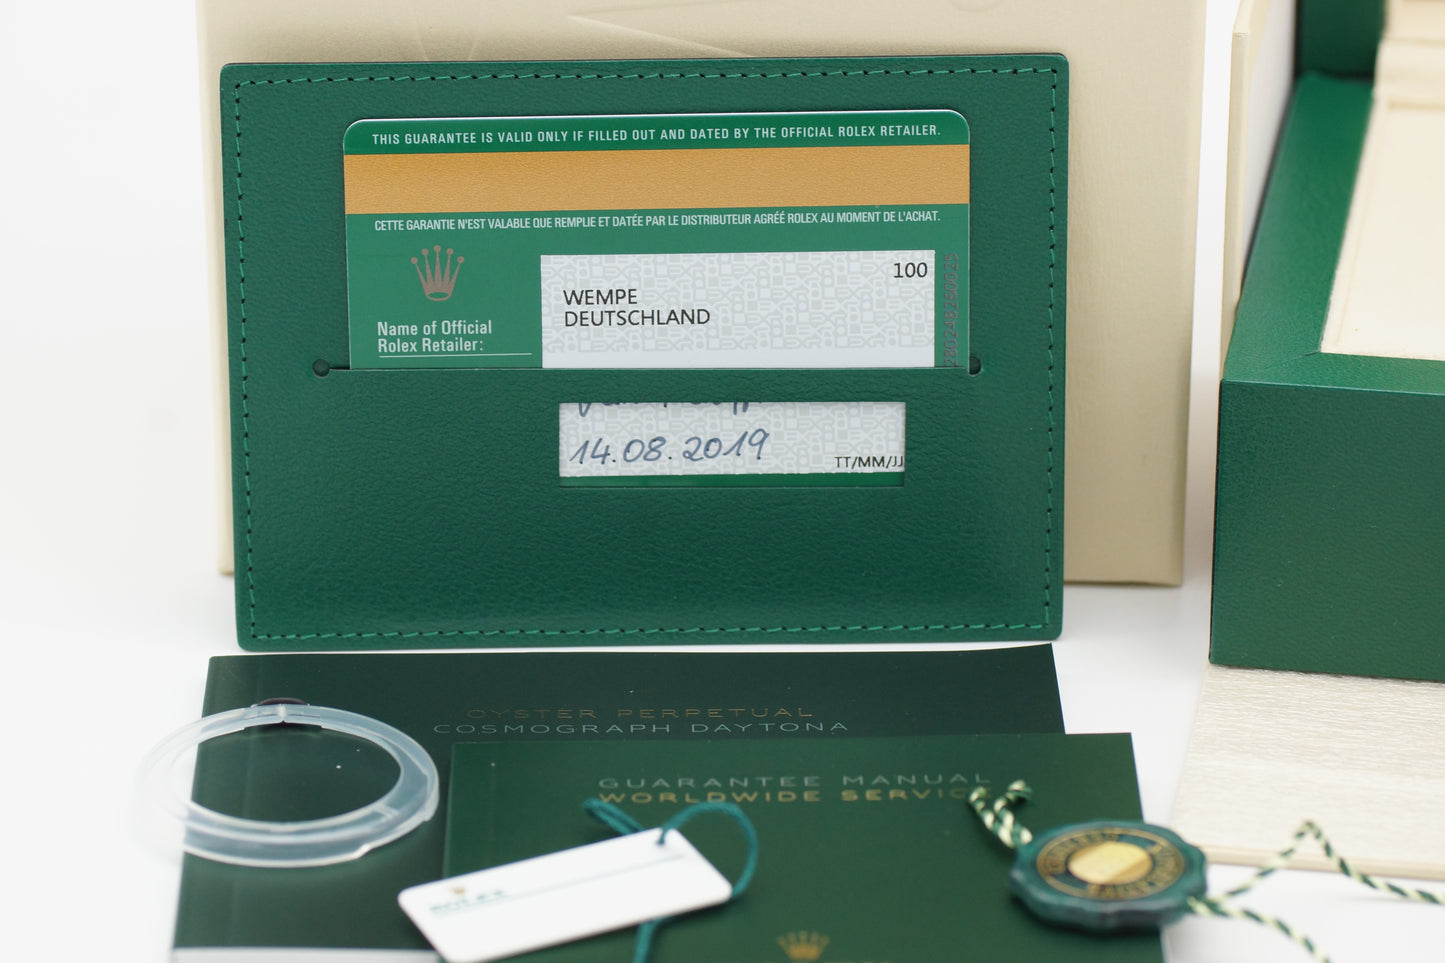 THIS GUARANTEE IS VALID ONLY IF FILLED OUT AND DATED BY THE OFFICIAL ROLEX RETAILER.
CETTE GARANTIE N'EST VALABLE QUE REMPLIE ET DATÉE PAR LE DISTRIBUTEUR AGRÉÉ ROLEX AU MOMENT DE L'ACHAT.
100
WEMPE
DEUTSCHLAND
Name of Official
Rolex Retailer:
14.08.2019
TT/MM/JJ
OYSTER PERPETUAL
COSMOGRAPH DAYTONA
GUARANTEE MANUAL
WORLDWIDE SERVICE
ROLEX